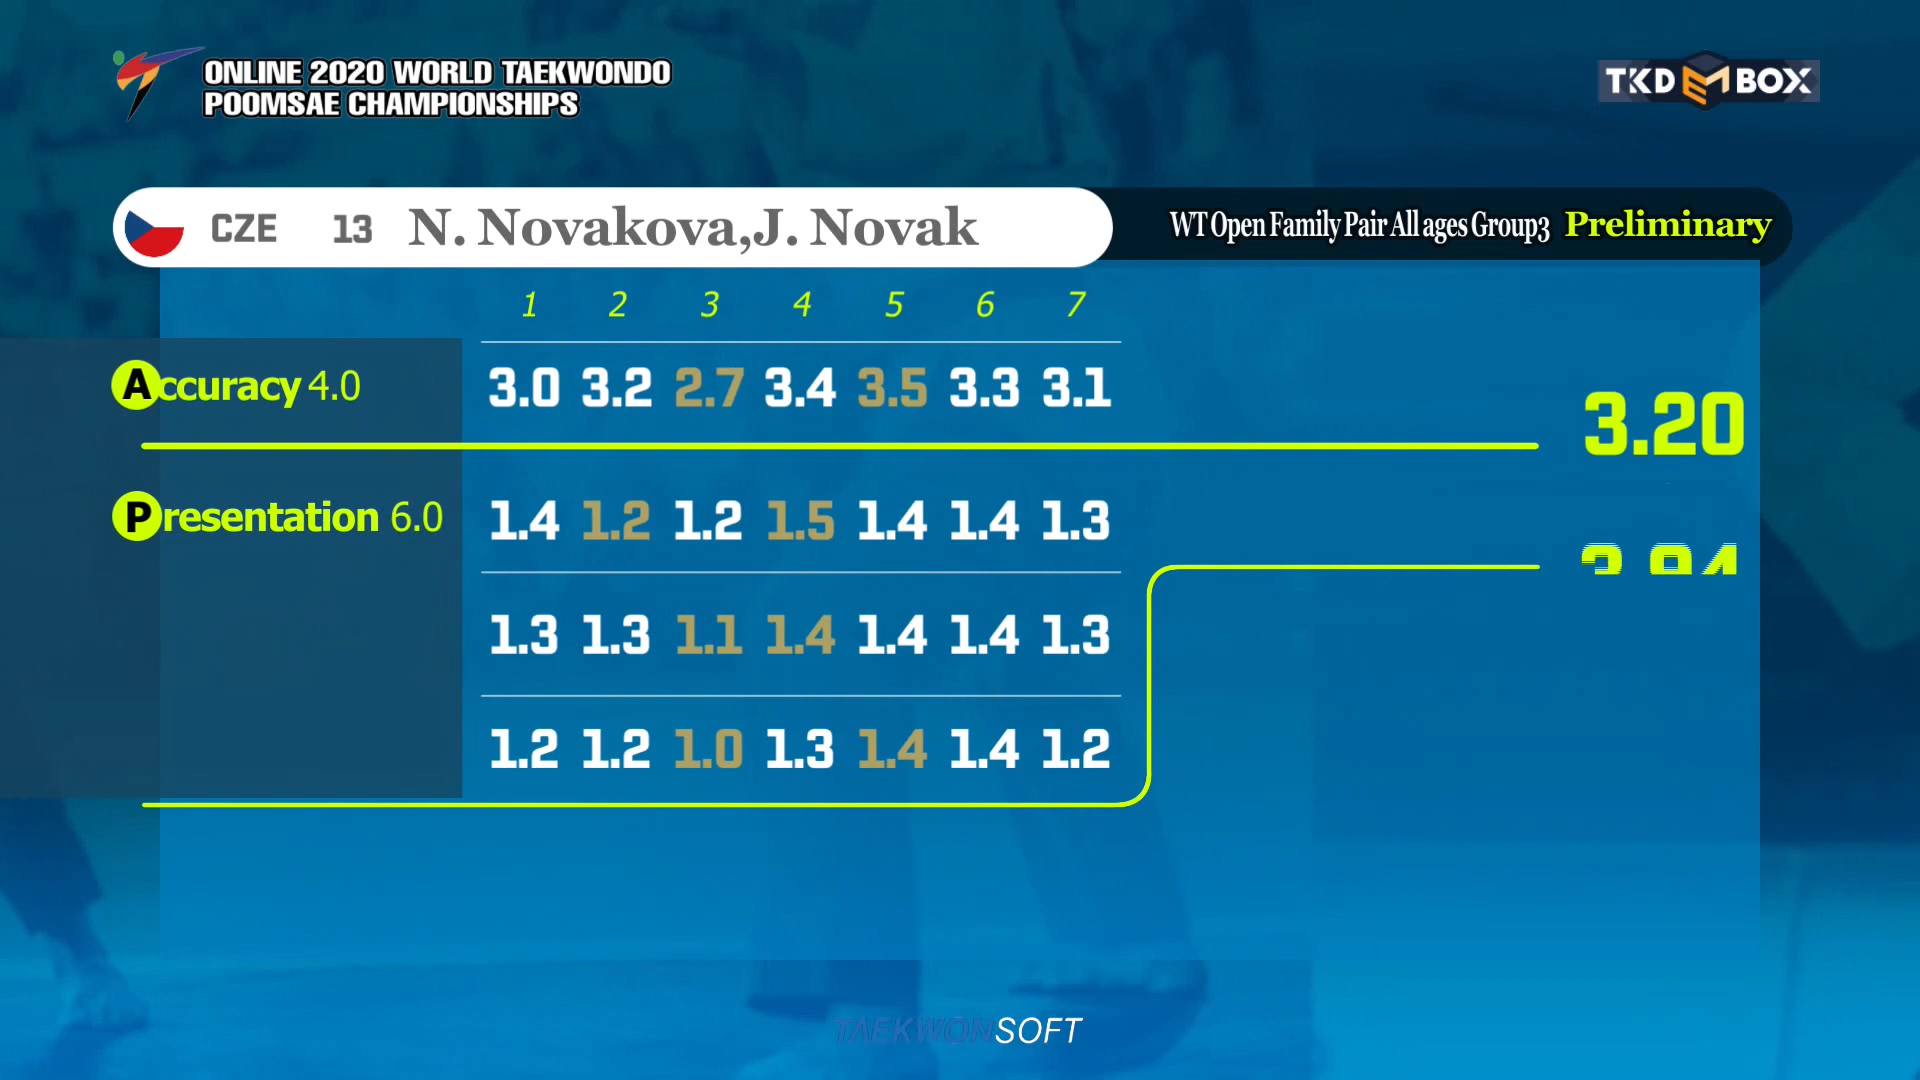 ONLINE 2020 WORLD TAEKWONDO
POOMSAE CHAMPIONSHIPS
TKD BOX
CZE 13 N. Novakova,J. Novak
WT Open Family Pair All ages Group3 Preliminary
1 2 3 4 5 6 7
Accuracy 4.0 3.0 3.2 2.7 3.4 3.5 3.3 3.1
3.20
Presentation 6.0 1.4 1.2 1.2 1.5 1.4 1.4 1.3
1.3 1.3 1.1 1.4 1.4 1.4 1.3
1.2 1.2 1.0 1.3 1.4 1.4 1.2
TAEKWONSOFT